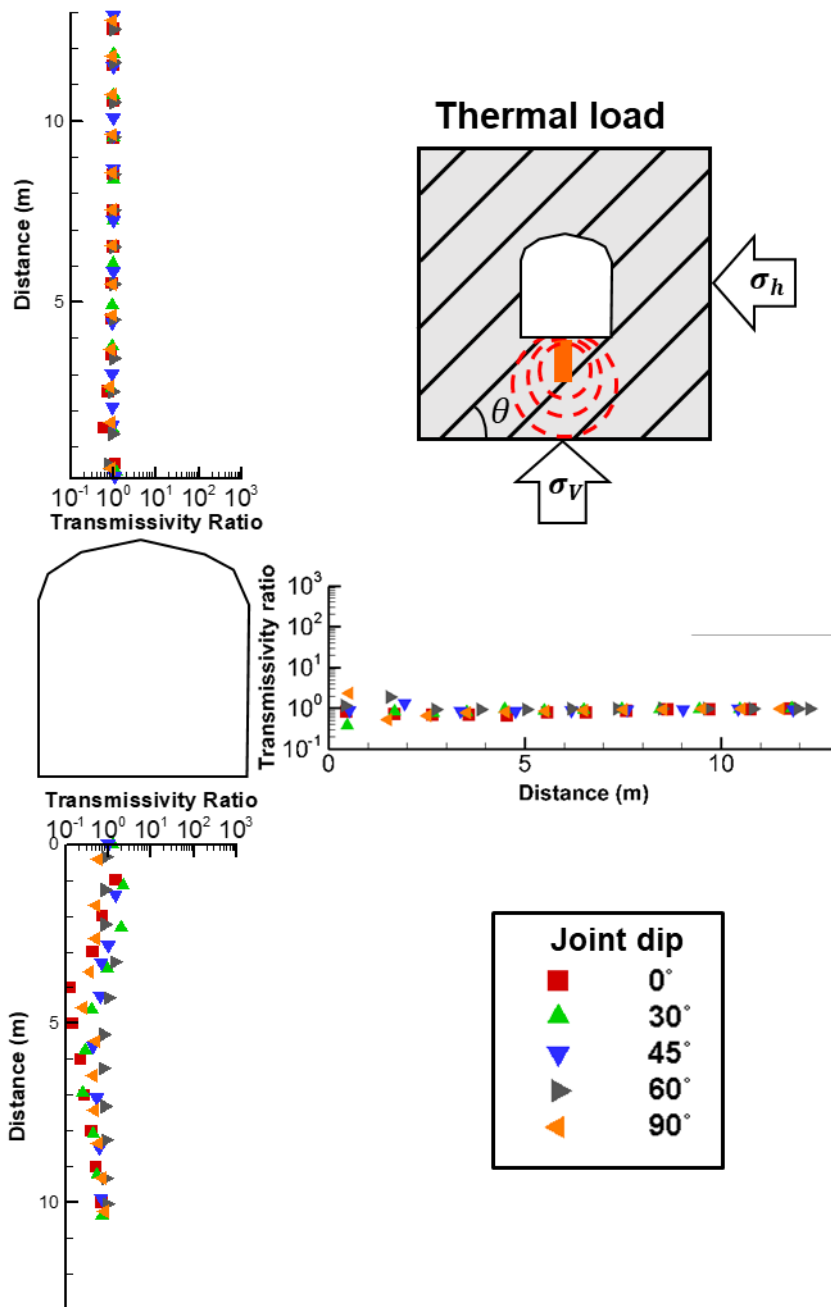 10
5
Distance (m)
10⁻¹ 10⁰ 10¹ 10² 10³
Transmissivity Ratio
Thermal load
σₕ
θ
σᵥ
10³
10²
10¹
10⁰
10⁻¹
Transmissivity ratio
0 5 10
Distance (m)
Transmissivity Ratio
10⁻¹ 10⁰ 10¹ 10² 10³
0
5
10
Distance (m)
Joint dip
0°
30°
45°
60°
90°